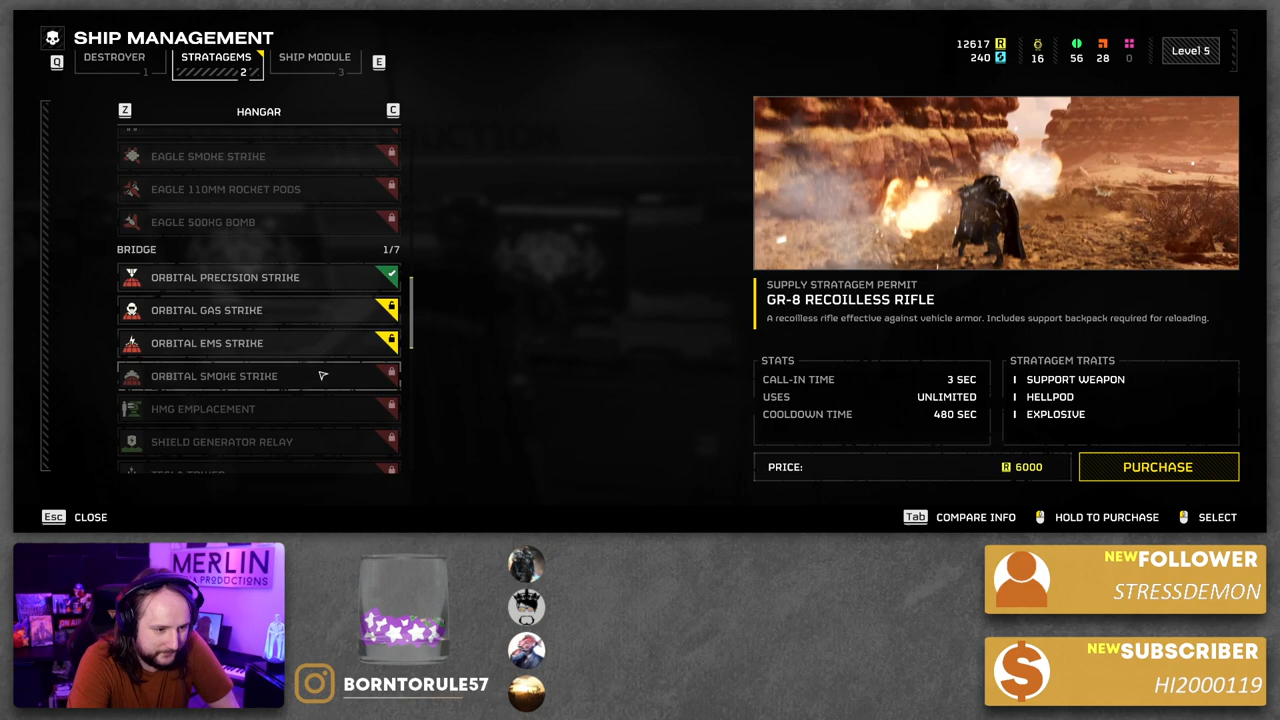 SHIP MANAGEMENT
Q
DESTROYER
1
STRATAGEMS
2
SHIP MODULE
3
E
12617 R
240
16
56
28
0
Level 5
Z
HANGAR
C
EAGLE SMOKE STRIKE
EAGLE 110MM ROCKET PODS
EAGLE 500KG BOMB
BRIDGE
1/7
ORBITAL PRECISION STRIKE
ORBITAL GAS STRIKE
ORBITAL EMS STRIKE
ORBITAL SMOKE STRIKE
HMG EMPLACEMENT
SHIELD GENERATOR RELAY
TESLA TOWER
SUPPLY STRATAGEM PERMIT
GR-8 RECOILLESS RIFLE
A recoilless rifle effective against vehicle armor. Includes support backpack required for reloading.
STATS
CALL-IN TIME 3 SEC
USES UNLIMITED
COOLDOWN TIME 480 SEC
STRATAGEM TRAITS
I SUPPORT WEAPON
I HELLPOD
I EXPLOSIVE
PRICE: R 6000
PURCHASE
Esc CLOSE
Tab COMPARE INFO
HOLD TO PURCHASE
SELECT
MERLIN
PRODUCTIONS
BORNTORULE57
NEW FOLLOWER
STRESSDEMON
NEW SUBSCRIBER
HI2000119